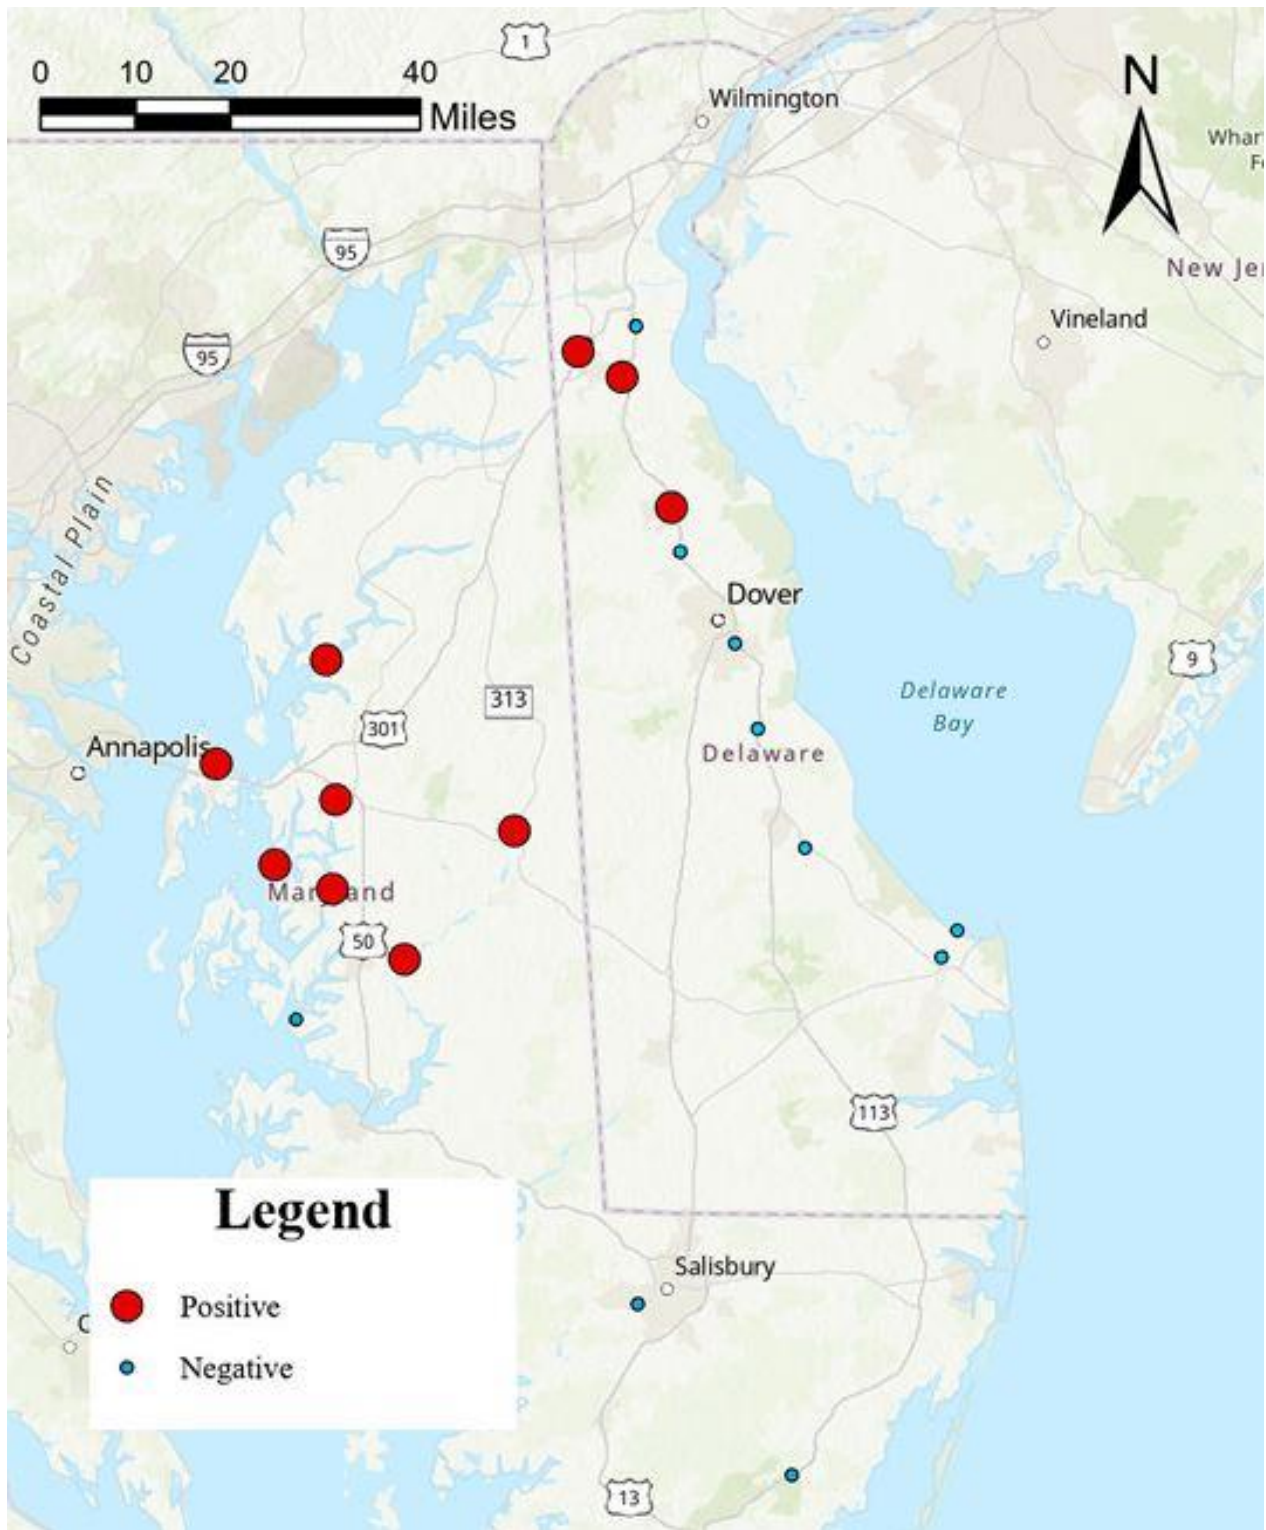 1
0 10 20 40
Miles
N
Wilmington
Whar
Fo
95
New Jer
Vineland
95
Coastal Plain
Dover
9
Delaware
Bay
313
301
Annapolis
Delaware
Maryland
50
113
Legend
Salisbury
Positive
C
Negative
13